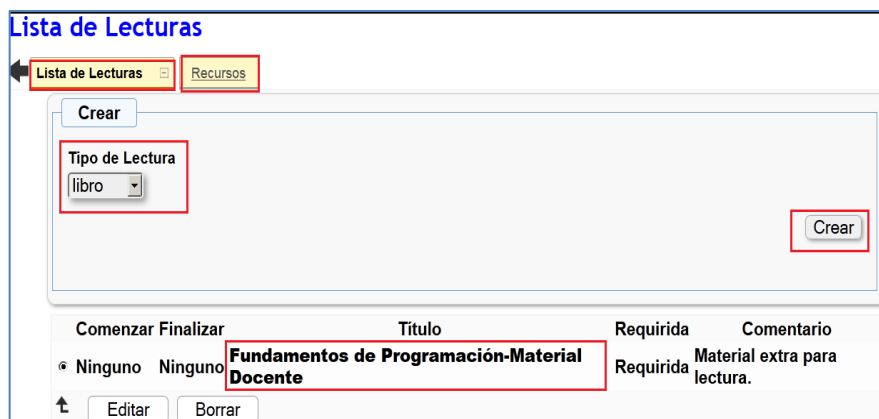 Lista de Lecturas
Lista de Lecturas Recursos
Crear
Tipo de Lectura
libro
Crear
Comenzar Finalizar Título Requirida Comentario
Ninguno Ninguno Fundamentos de Programación-Material Docente Requirida Material extra para lectura.
Editar Borrar